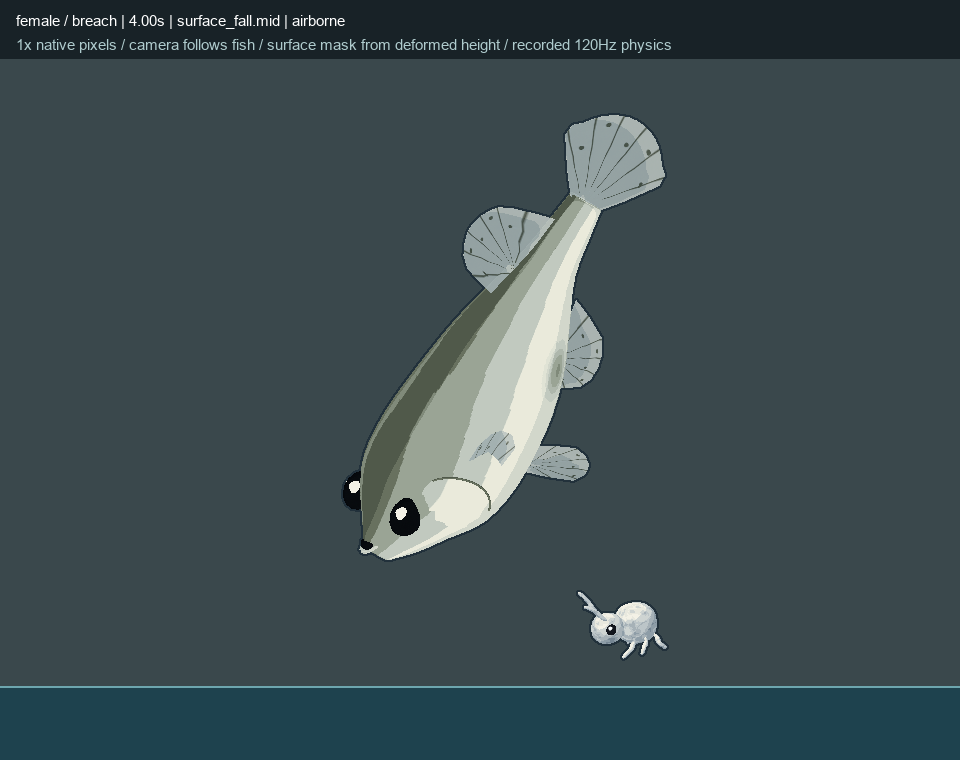 female / breach | 4.00s | surface_fall.mid | airborne
1x native pixels / camera follows fish / surface mask from deformed height / recorded 120Hz physics